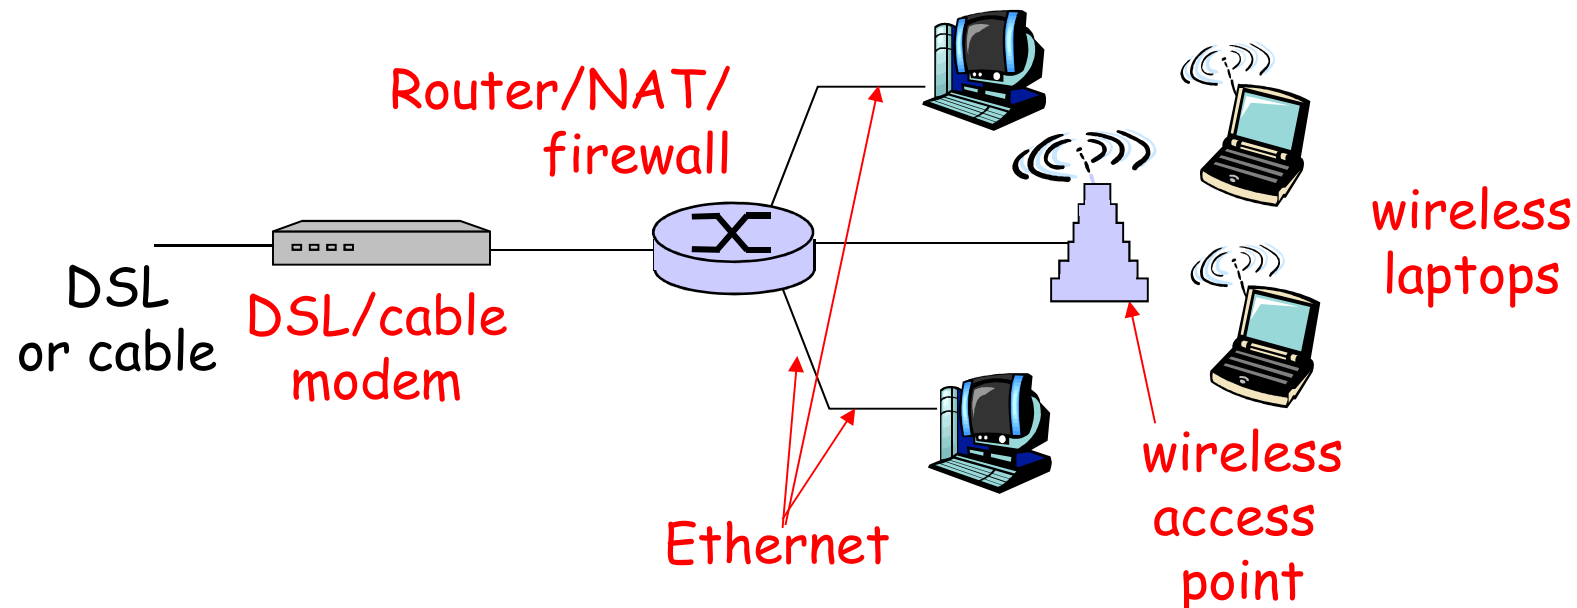 Router/NAT/
firewall
wireless
laptops
DSL
or cable
DSL/cable
modem
wireless
access
point
Ethernet